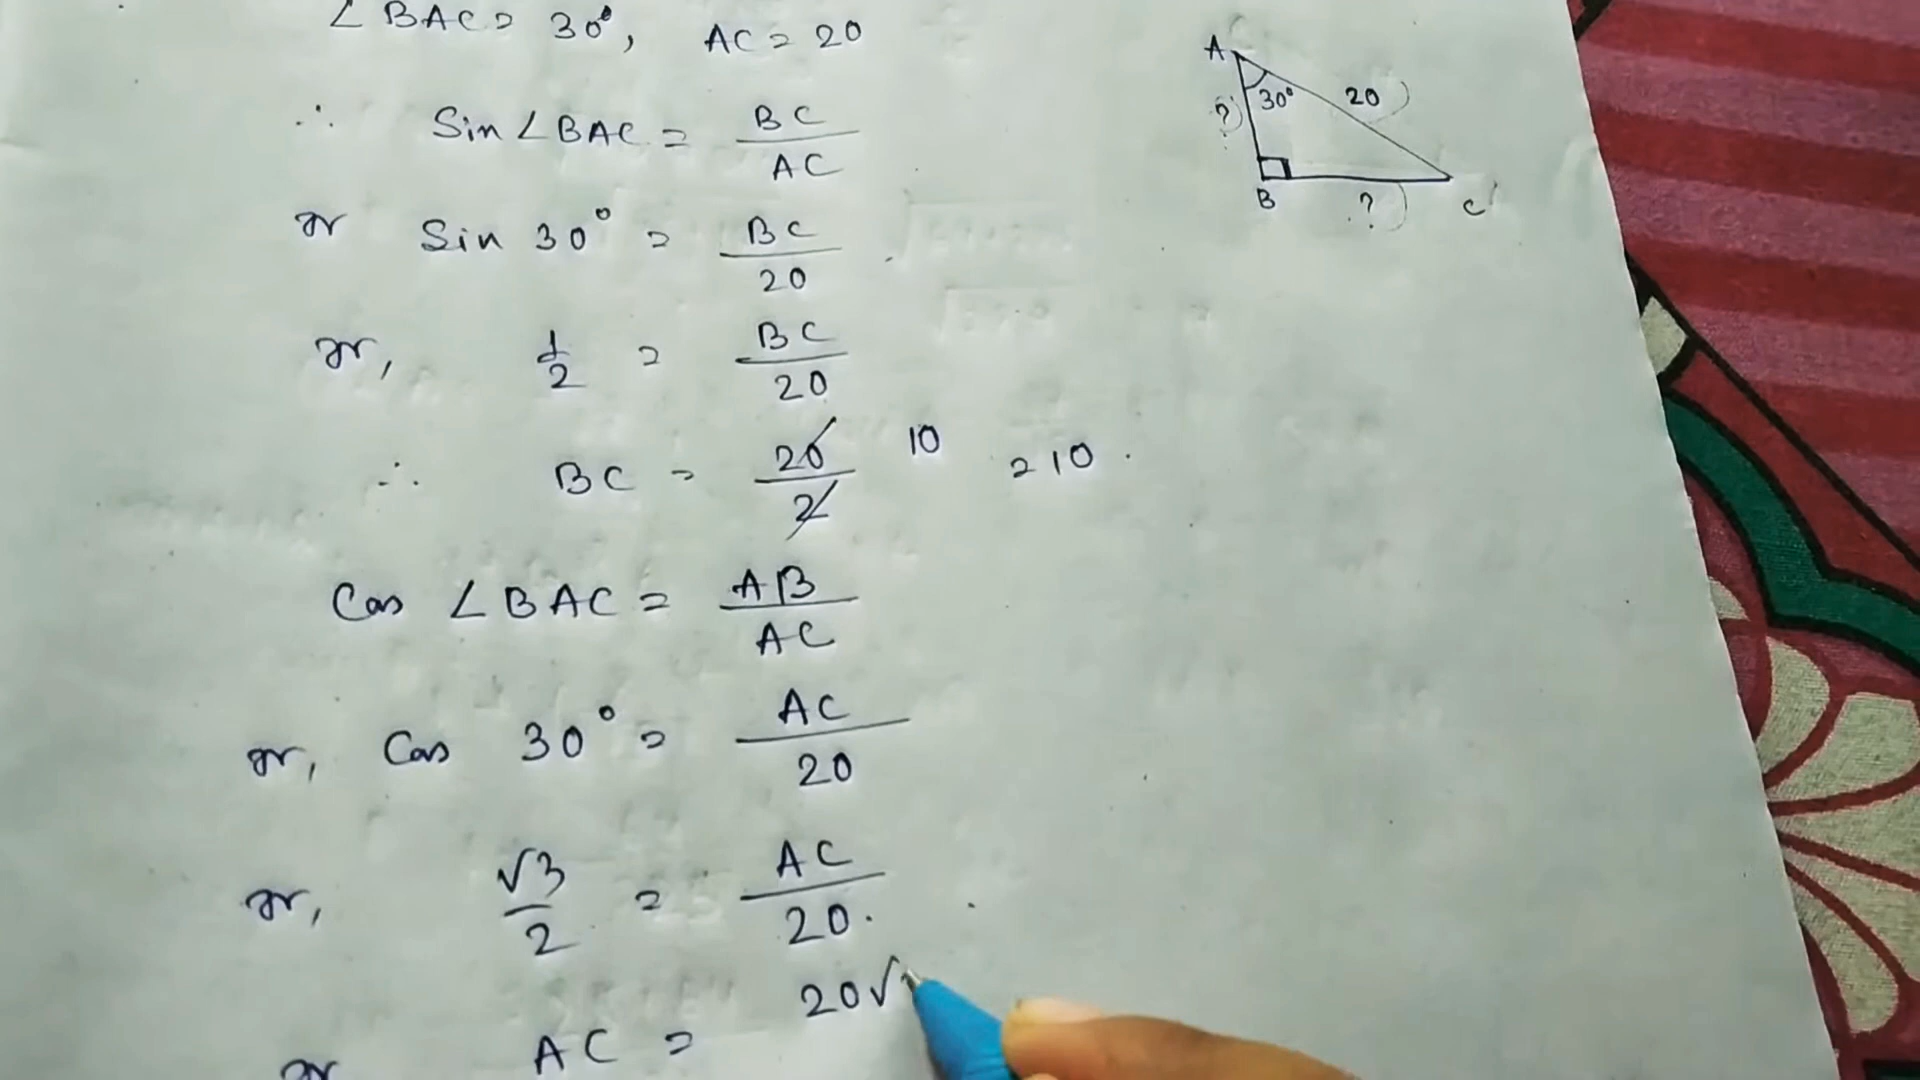 ∠BAC = 30°, AC = 20
∴ Sin ∠BAC = BC/AC
or Sin 30° = BC/20
or, 1/2 = BC/20
∴ BC = 20/2 10 = 10.
Cos ∠BAC = AB/AC
or, Cos 30° = AC/20
or, √3/2 = AC/20.
or AC = 20√
A
30° 20
?
B ? C